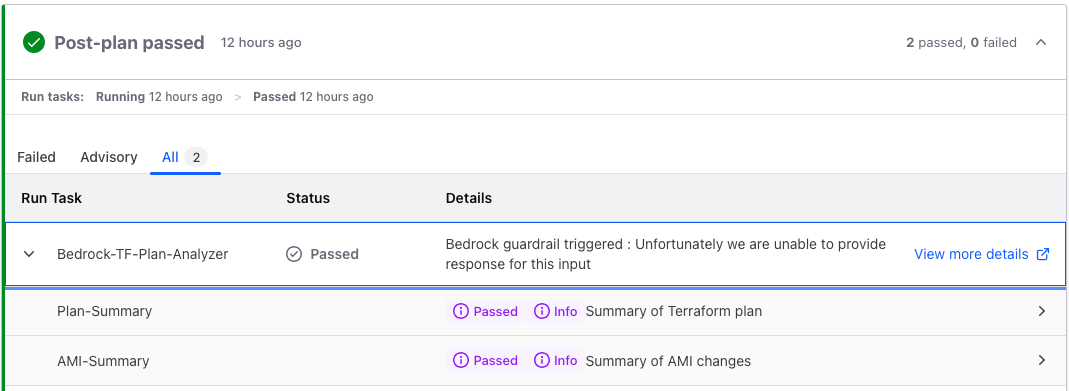 Post-plan passed 12 hours ago 2 passed, 0 failed
Run tasks: Running 12 hours ago > Passed 12 hours ago
Failed Advisory All 2
Run Task Status Details
Bedrock-TF-Plan-Analyzer Passed Bedrock guardrail triggered : Unfortunately we are unable to provide
response for this input View more details
Plan-Summary Passed Info Summary of Terraform plan
AMI-Summary Passed Info Summary of AMI changes